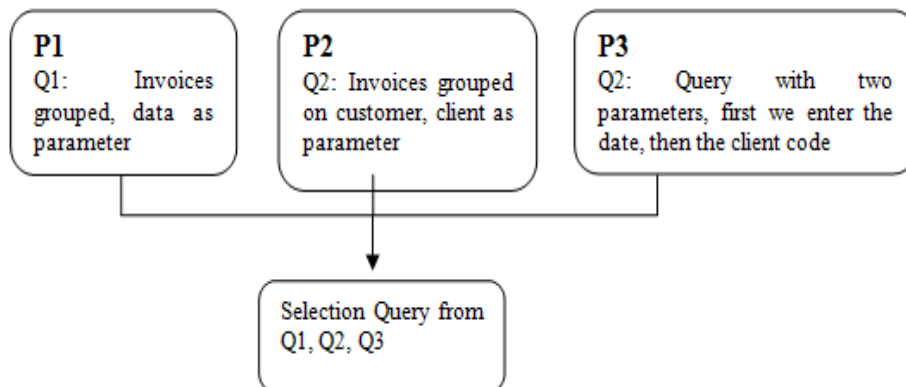 P1
Q1: Invoices
grouped, data as
parameter
P2
Q2: Invoices grouped
on customer, client as
parameter
P3
Q2: Query with two
parameters, first we enter the
date, then the client code
Selection Query from
Q1, Q2, Q3